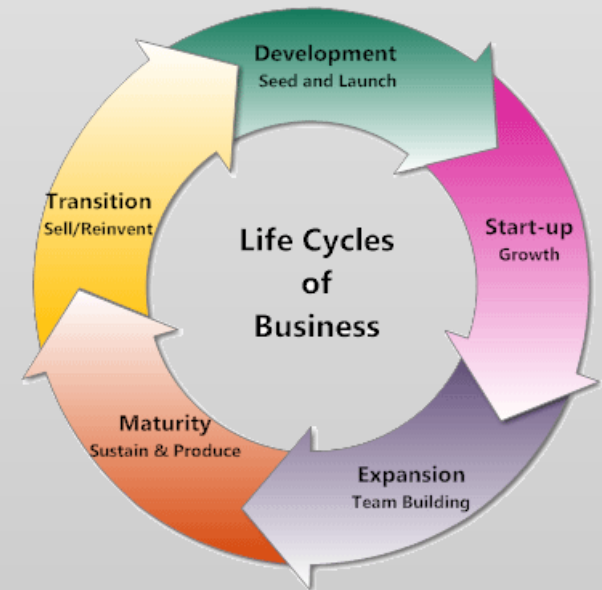 Development
Seed and Launch
Start-up
Growth
Expansion
Team Building
Maturity
Sustain & Produce
Transition
Sell/Reinvent
Life Cycles
of
Business